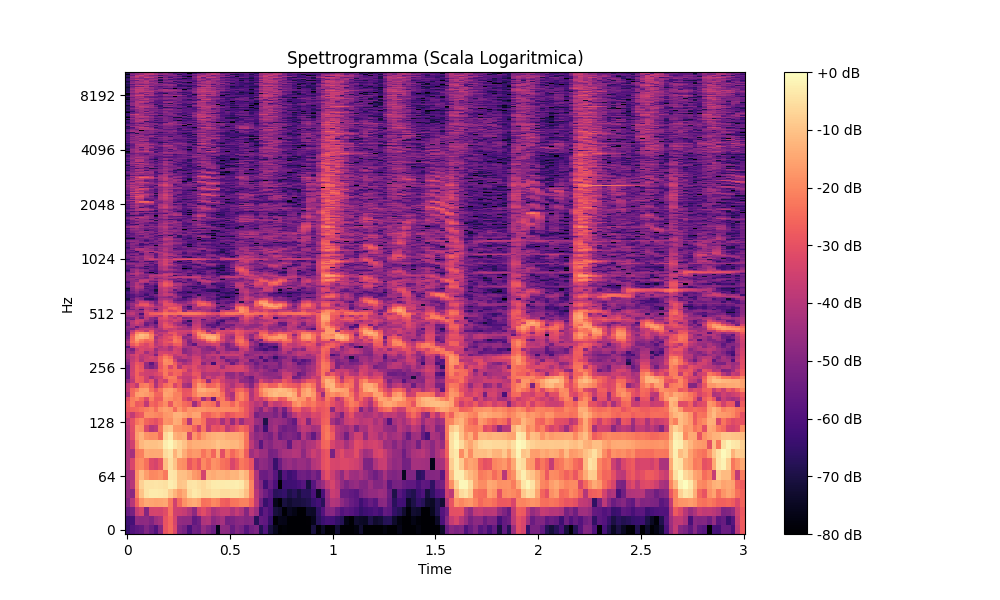 Spettrogramma (Scala Logaritmica)
Hz
8192
4096
2048
1024
512
256
128
64
0
0
0.5
1
1.5
2
2.5
3
Time
+0 dB
-10 dB
-20 dB
-30 dB
-40 dB
-50 dB
-60 dB
-70 dB
-80 dB